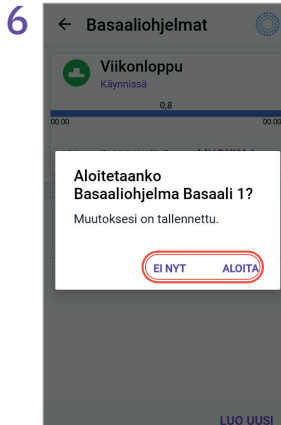 6
← Basaaliohjelmat
Viikonloppu
Käynnissä
0,8
00.00 00.00
Aloitetaanko
Basaaliohjelma Basaali 1?
Muutoksesi on tallennettu.
EI NYT ALOITA
LUO UUSI